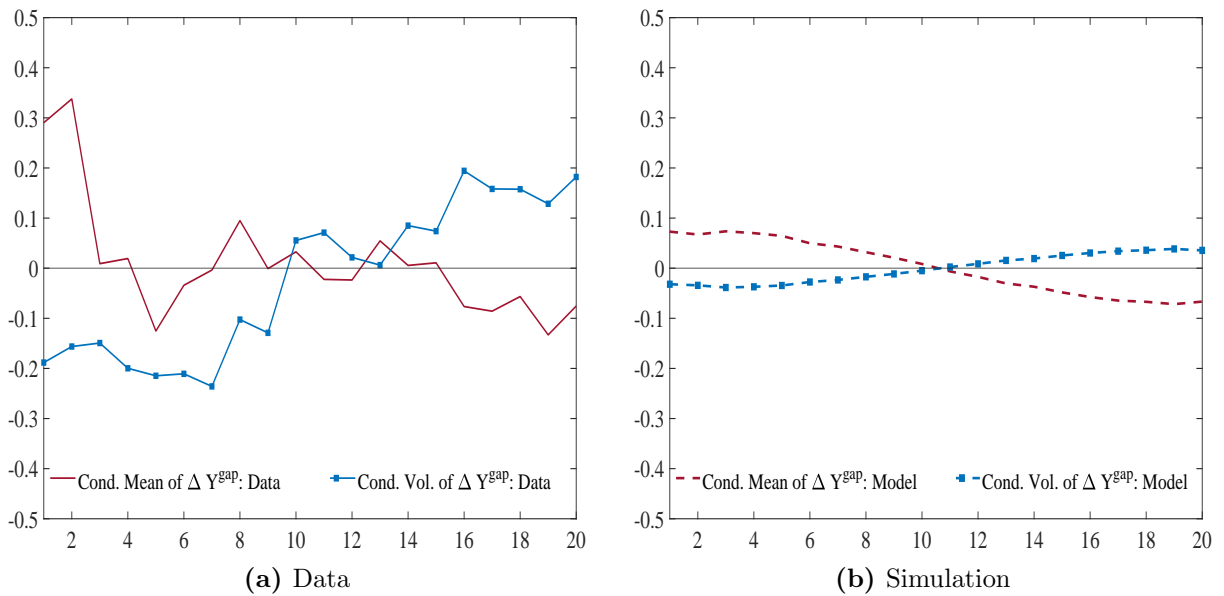 0.5
0.4
0.3
0.2
0.1
0
-0.1
-0.2
-0.3
-0.4
-0.5
Cond. Mean of Δ Y^gap: Data
Cond. Vol. of Δ Y^gap: Data
2 4 6 8 10 12 14 16 18 20
(a) Data
0.5
0.4
0.3
0.2
0.1
0
-0.1
-0.2
-0.3
-0.4
-0.5
Cond. Mean of Δ Y^gap: Model
Cond. Vol. of Δ Y^gap: Model
2 4 6 8 10 12 14 16 18 20
(b) Simulation